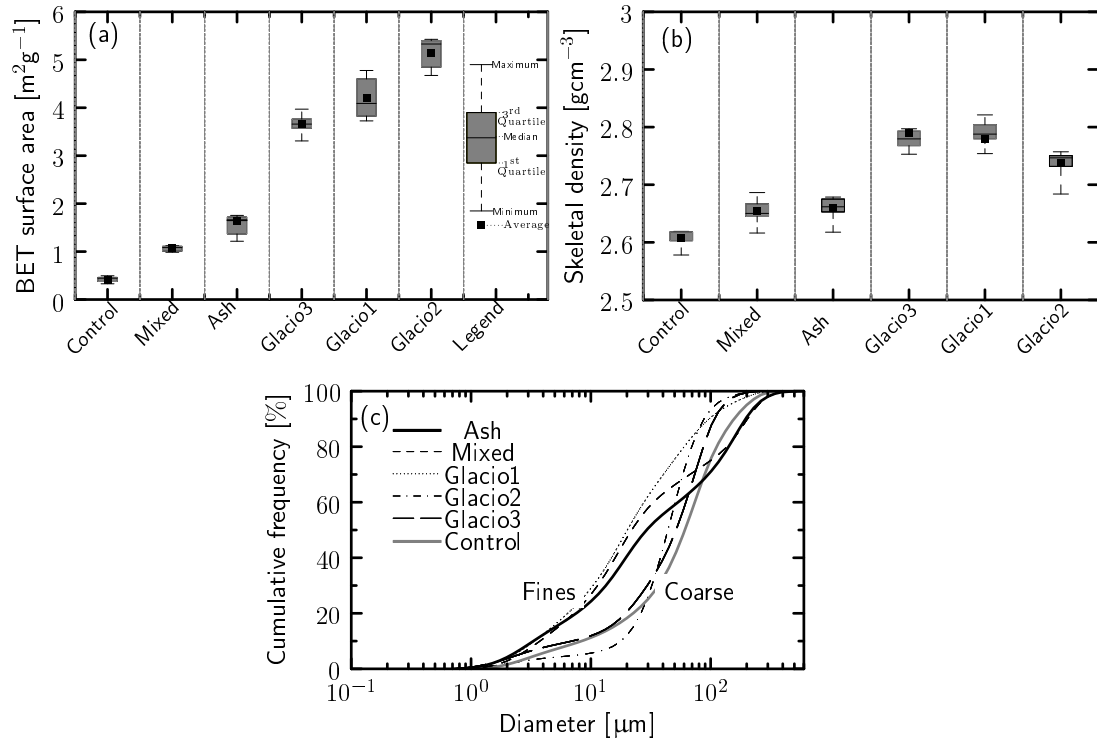 (a)
BET surface area [m²g⁻¹]
6
5
4
3
2
1
0
Control
Mixed
Ash
Glacio3
Glacio1
Glacio2
Legend
Maximum
3rd
Quartile
Median
1st
Quartile
Minimum
Average
(b)
Skeletal density [gcm⁻³]
3
2.9
2.8
2.7
2.6
2.5
Control
Mixed
Ash
Glacio3
Glacio1
Glacio2
(c)
Cumulative frequency [%]
100
80
60
40
20
0
Ash
Mixed
Glacio1
Glacio2
Glacio3
Control
Fines
Coarse
10⁻¹
10⁰
10¹
10²
Diameter [μm]